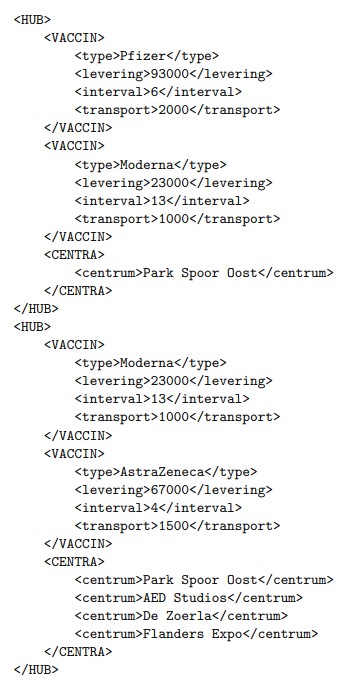 <HUB>
    <VACCIN>
        <type>Pfizer</type>
        <levering>93000</levering>
        <interval>6</interval>
        <transport>2000</transport>
    </VACCIN>
    <VACCIN>
        <type>Moderna</type>
        <levering>23000</levering>
        <interval>13</interval>
        <transport>1000</transport>
    </VACCIN>
    <CENTRA>
        <centrum>Park Spoor Oost</centrum>
    </CENTRA>
</HUB>
<HUB>
    <VACCIN>
        <type>Moderna</type>
        <levering>23000</levering>
        <interval>13</interval>
        <transport>1000</transport>
    </VACCIN>
    <VACCIN>
        <type>AstraZeneca</type>
        <levering>67000</levering>
        <interval>4</interval>
        <transport>1500</transport>
    </VACCIN>
    <CENTRA>
        <centrum>Park Spoor Oost</centrum>
        <centrum>AED Studios</centrum>
        <centrum>De Zoerla</centrum>
        <centrum>Flanders Expo</centrum>
    </CENTRA>
</HUB>